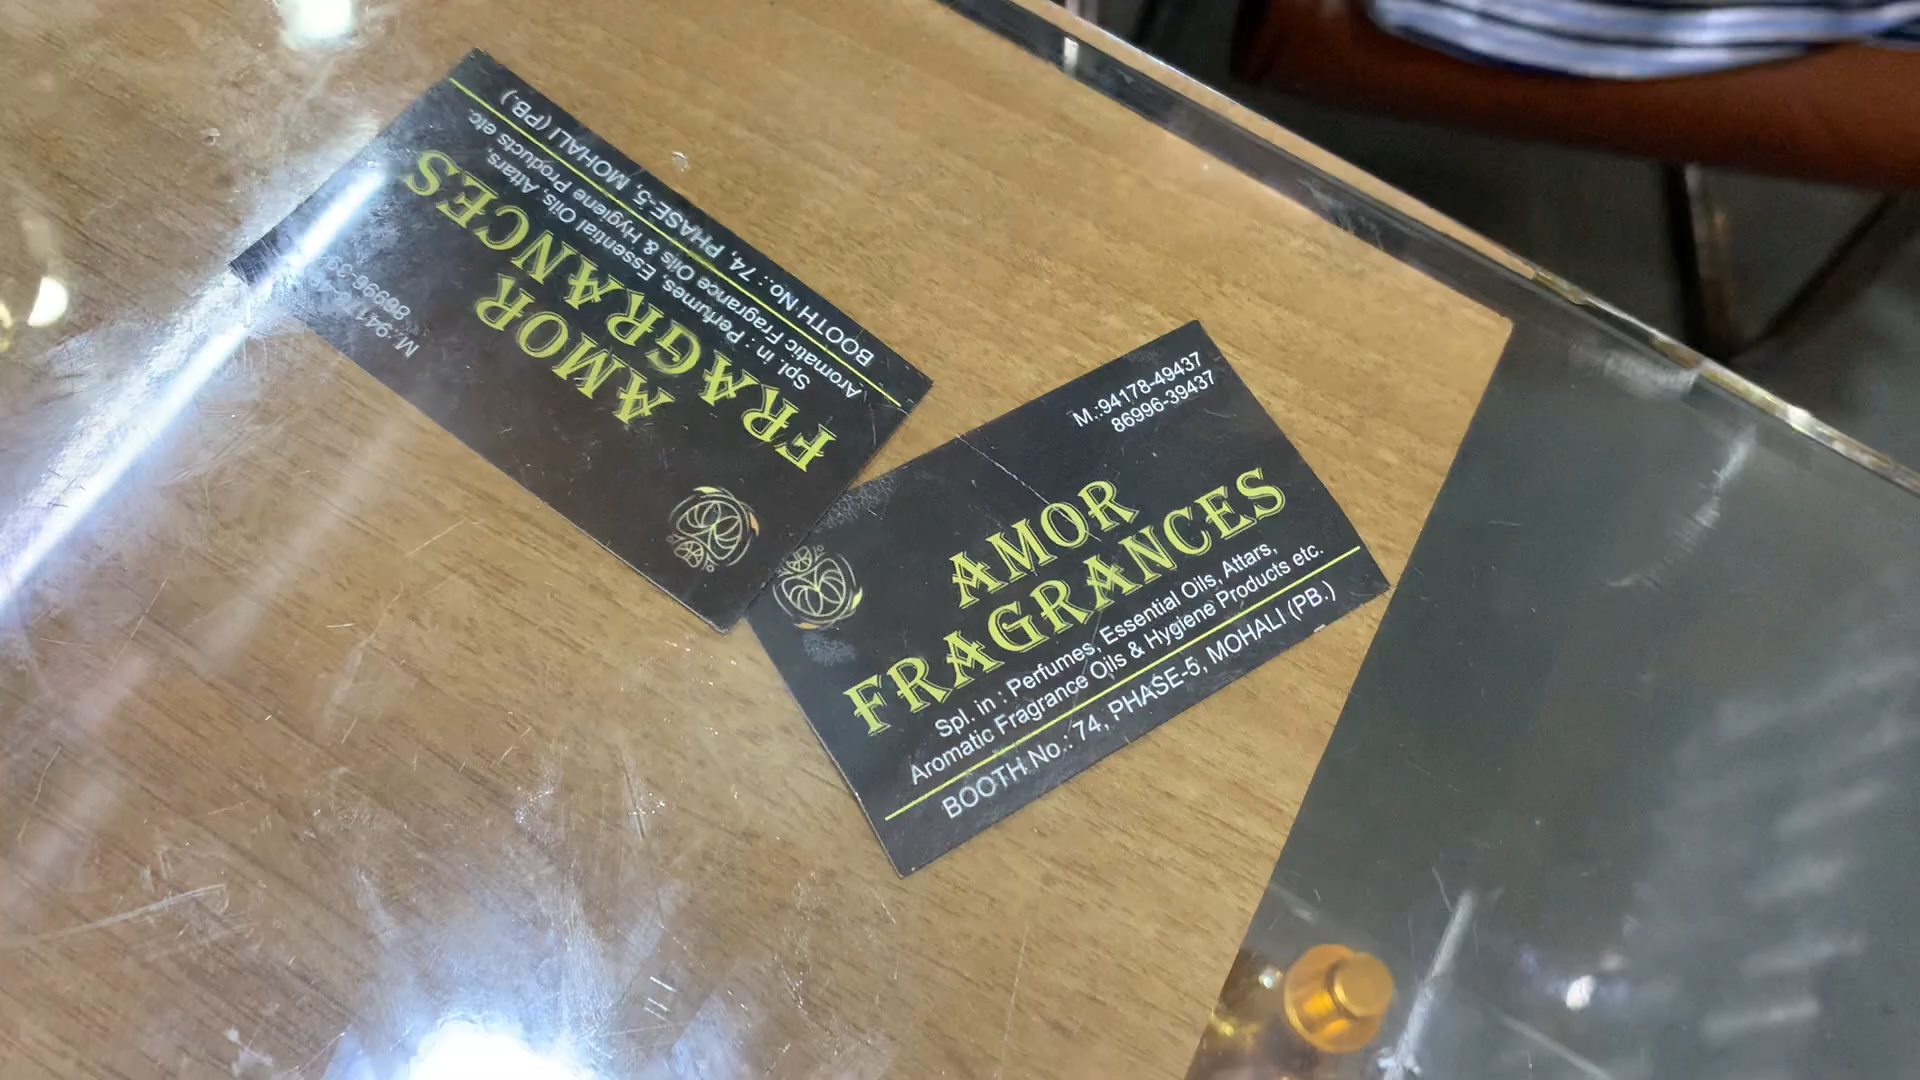 M.:94178-49437
86996-39437
AMOR
FRAGRANCES
Spl. in : Perfumes, Essential Oils, Attars,
Aromatic Fragrance Oils & Hygiene Products etc.
BOOTH No.: 74, PHASE-5, MOHALI (PB.)
AMOR
FRAGRANCES
Spl. in : Perfumes, Essential Oils, Attars,
Aromatic Fragrance Oils & Hygiene Products etc.
BOOTH No.: 74, PHASE-5, MOHALI (PB.)